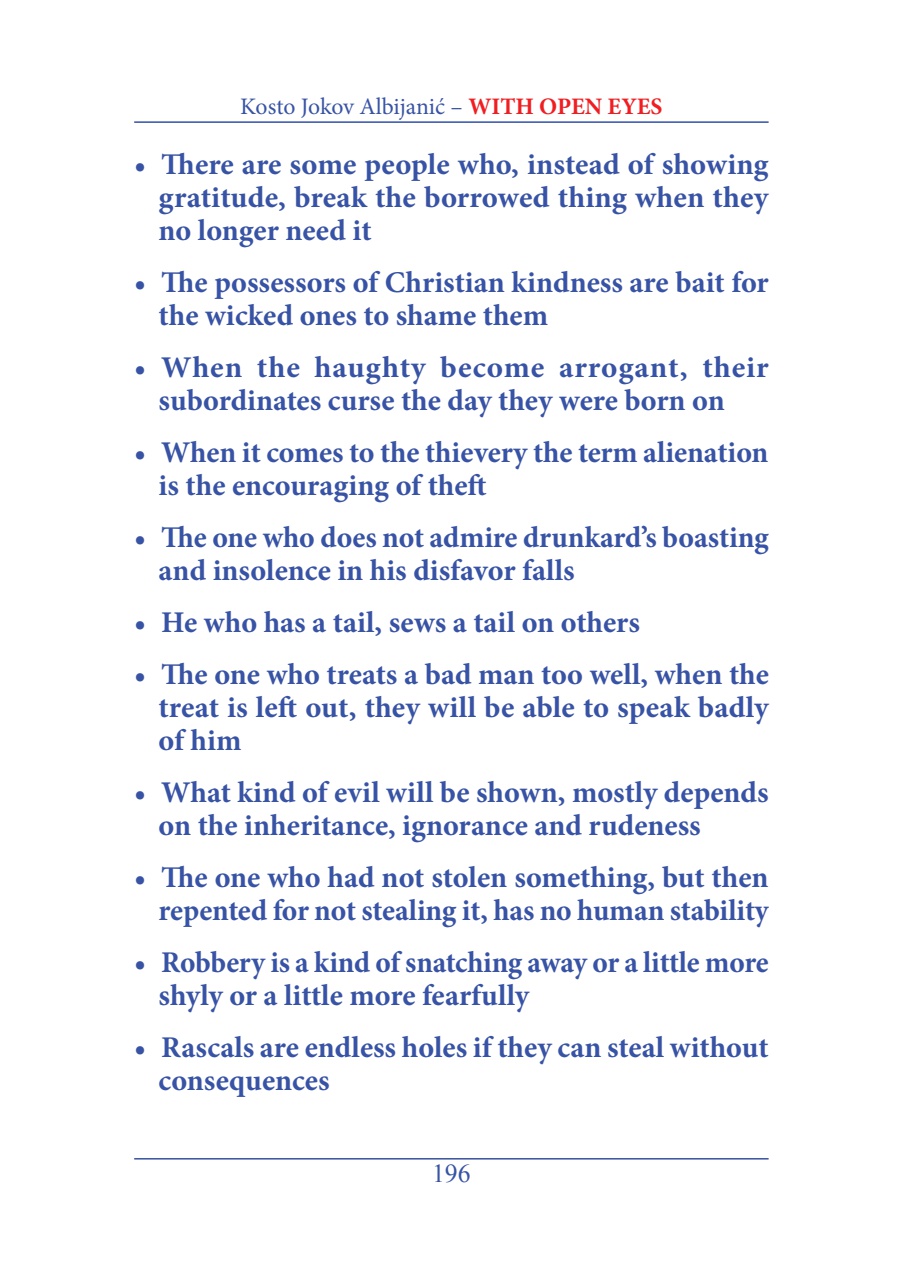 Kosto Jokov Albijanić – WITH OPEN EYES
• There are some people who, instead of showing
gratitude, break the borrowed thing when they
no longer need it
• The possessors of Christian kindness are bait for
the wicked ones to shame them
• When the haughty become arrogant, their
subordinates curse the day they were born on
• When it comes to the thievery the term alienation
is the encouraging of theft
• The one who does not admire drunkard’s boasting
and insolence in his disfavor falls
• He who has a tail, sews a tail on others
• The one who treats a bad man too well, when the
treat is left out, they will be able to speak badly
of him
• What kind of evil will be shown, mostly depends
on the inheritance, ignorance and rudeness
• The one who had not stolen something, but then
repented for not stealing it, has no human stability
• Robbery is a kind of snatching away or a little more
shyly or a little more fearfully
• Rascals are endless holes if they can steal without
consequences
196